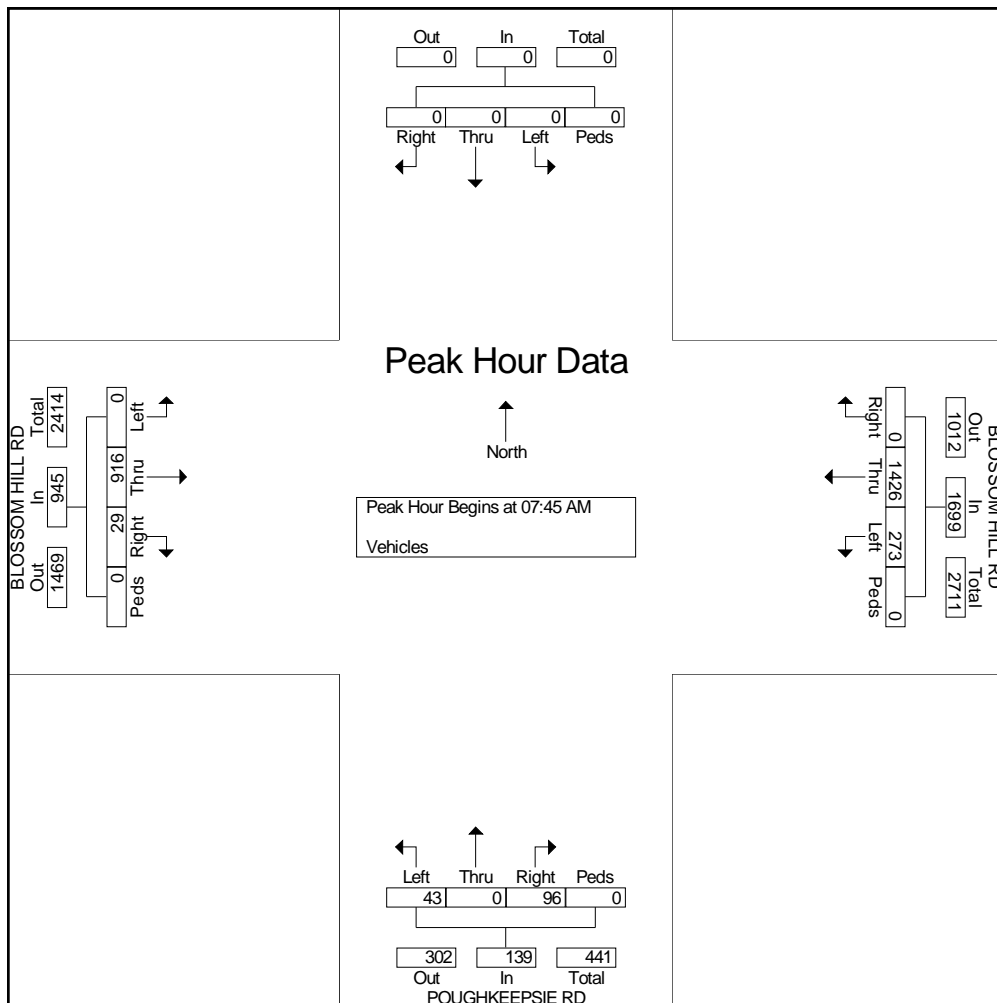 Out In Total
0 0 0
0 0 0 0
Right Thru Left Peds
Peak Hour Data
North
Peak Hour Begins at 07:45 AM
Vehicles
BLOSSOM HILL RD
Out In Total
1469 945 2414
0 916 29 0
Left Thru Right Peds
BLOSSOM HILL RD
Out In Total
1012 1699 2711
0 1426 273 0
Right Thru Left Peds
Left Thru Right Peds
43 0 96 0
302 139 441
Out In Total
POUGHKEEPSIE RD